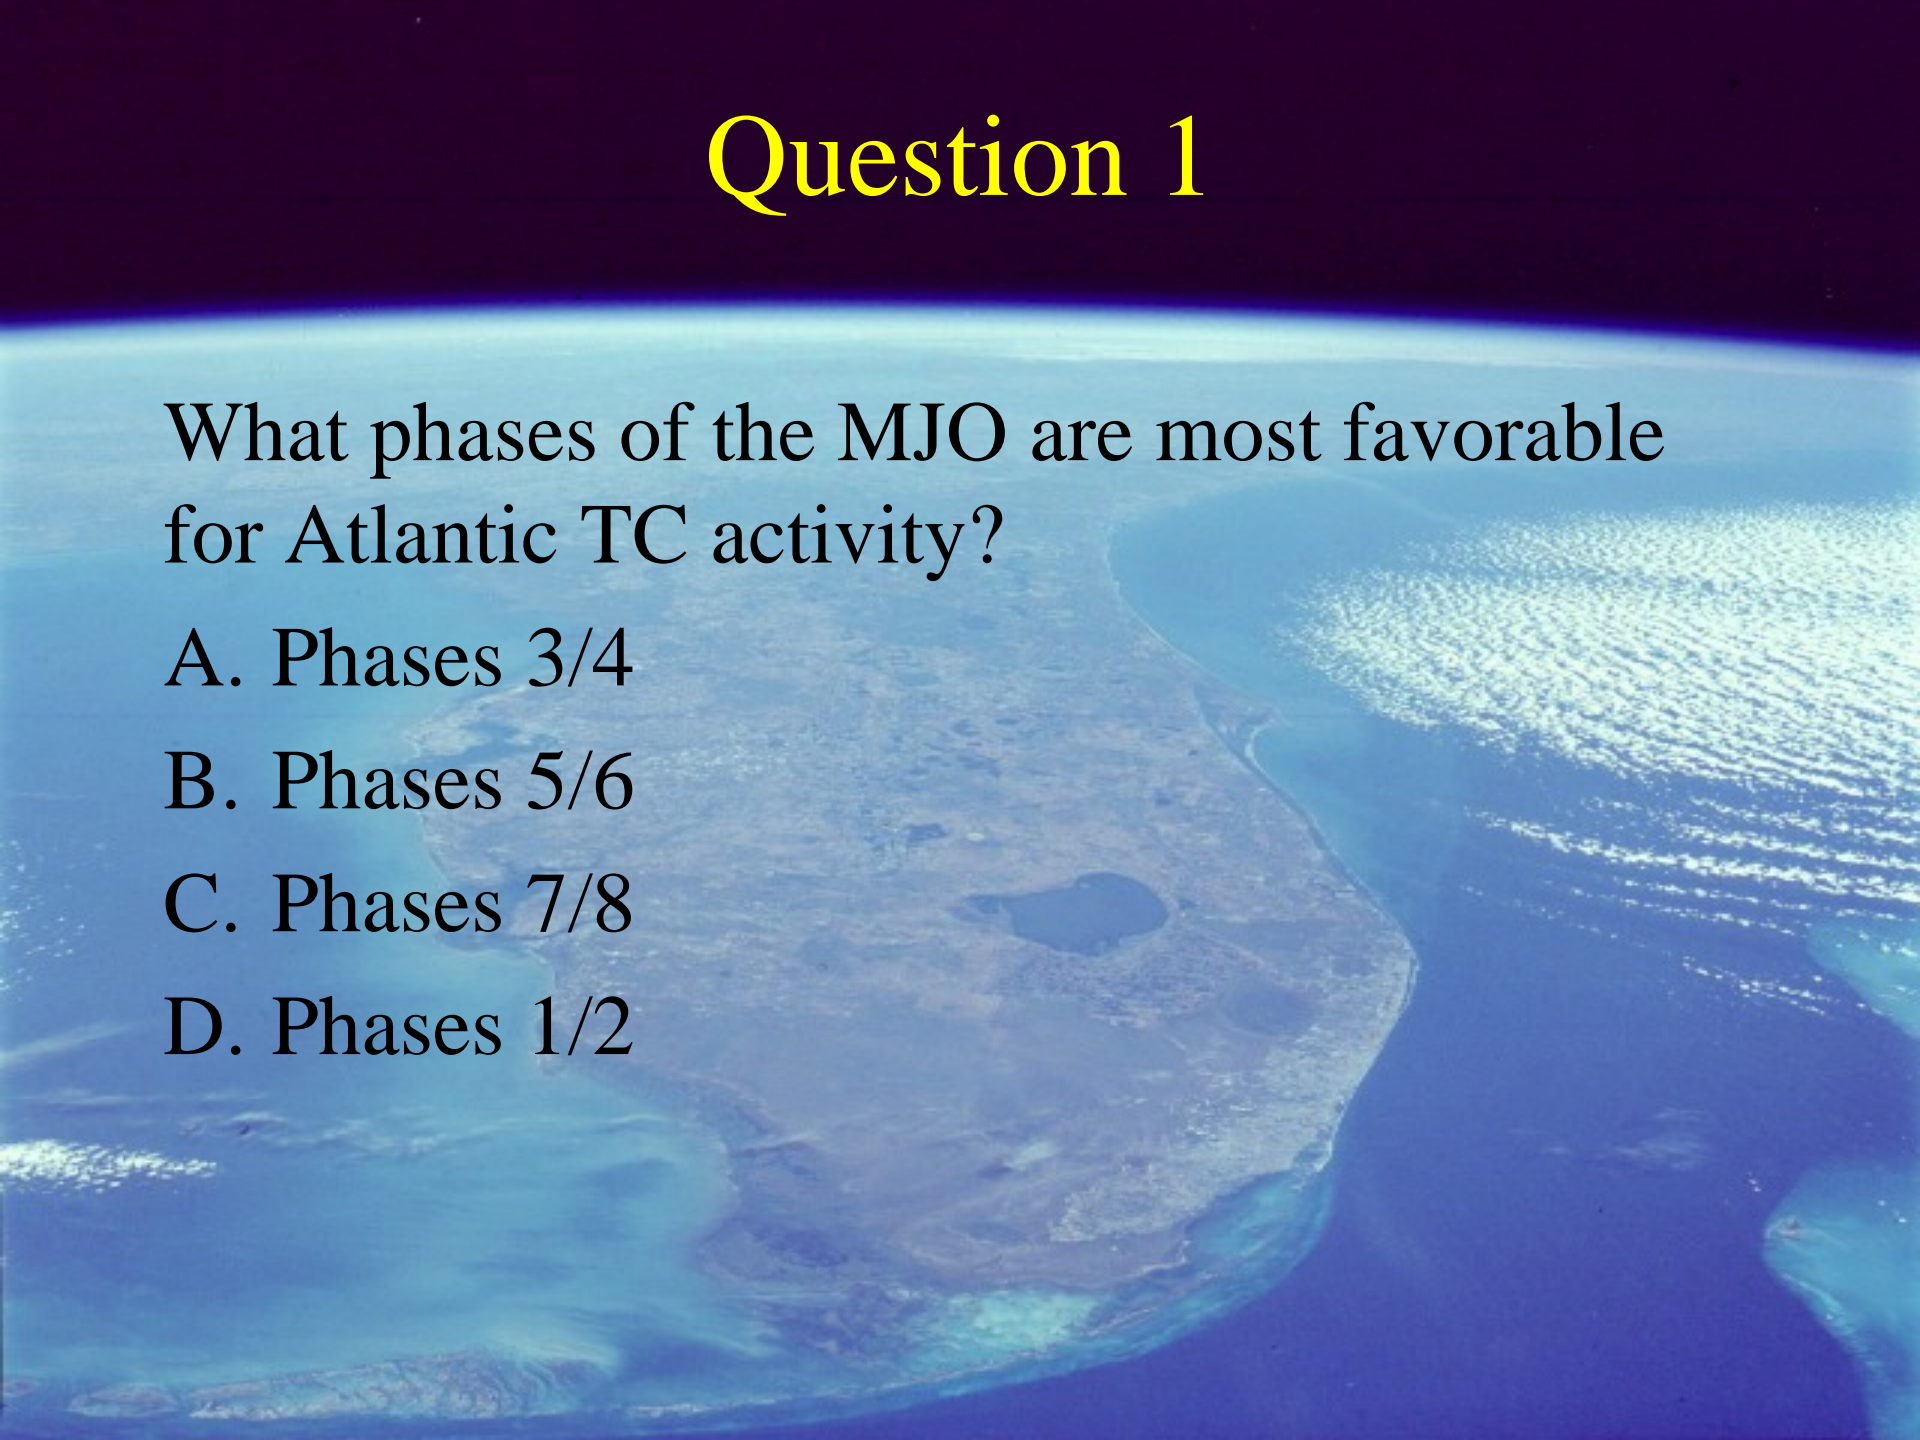 Question 1
What phases of the MJO are most favorable
for Atlantic TC activity?
A. Phases 3/4
B. Phases 5/6
C. Phases 7/8
D. Phases 1/2